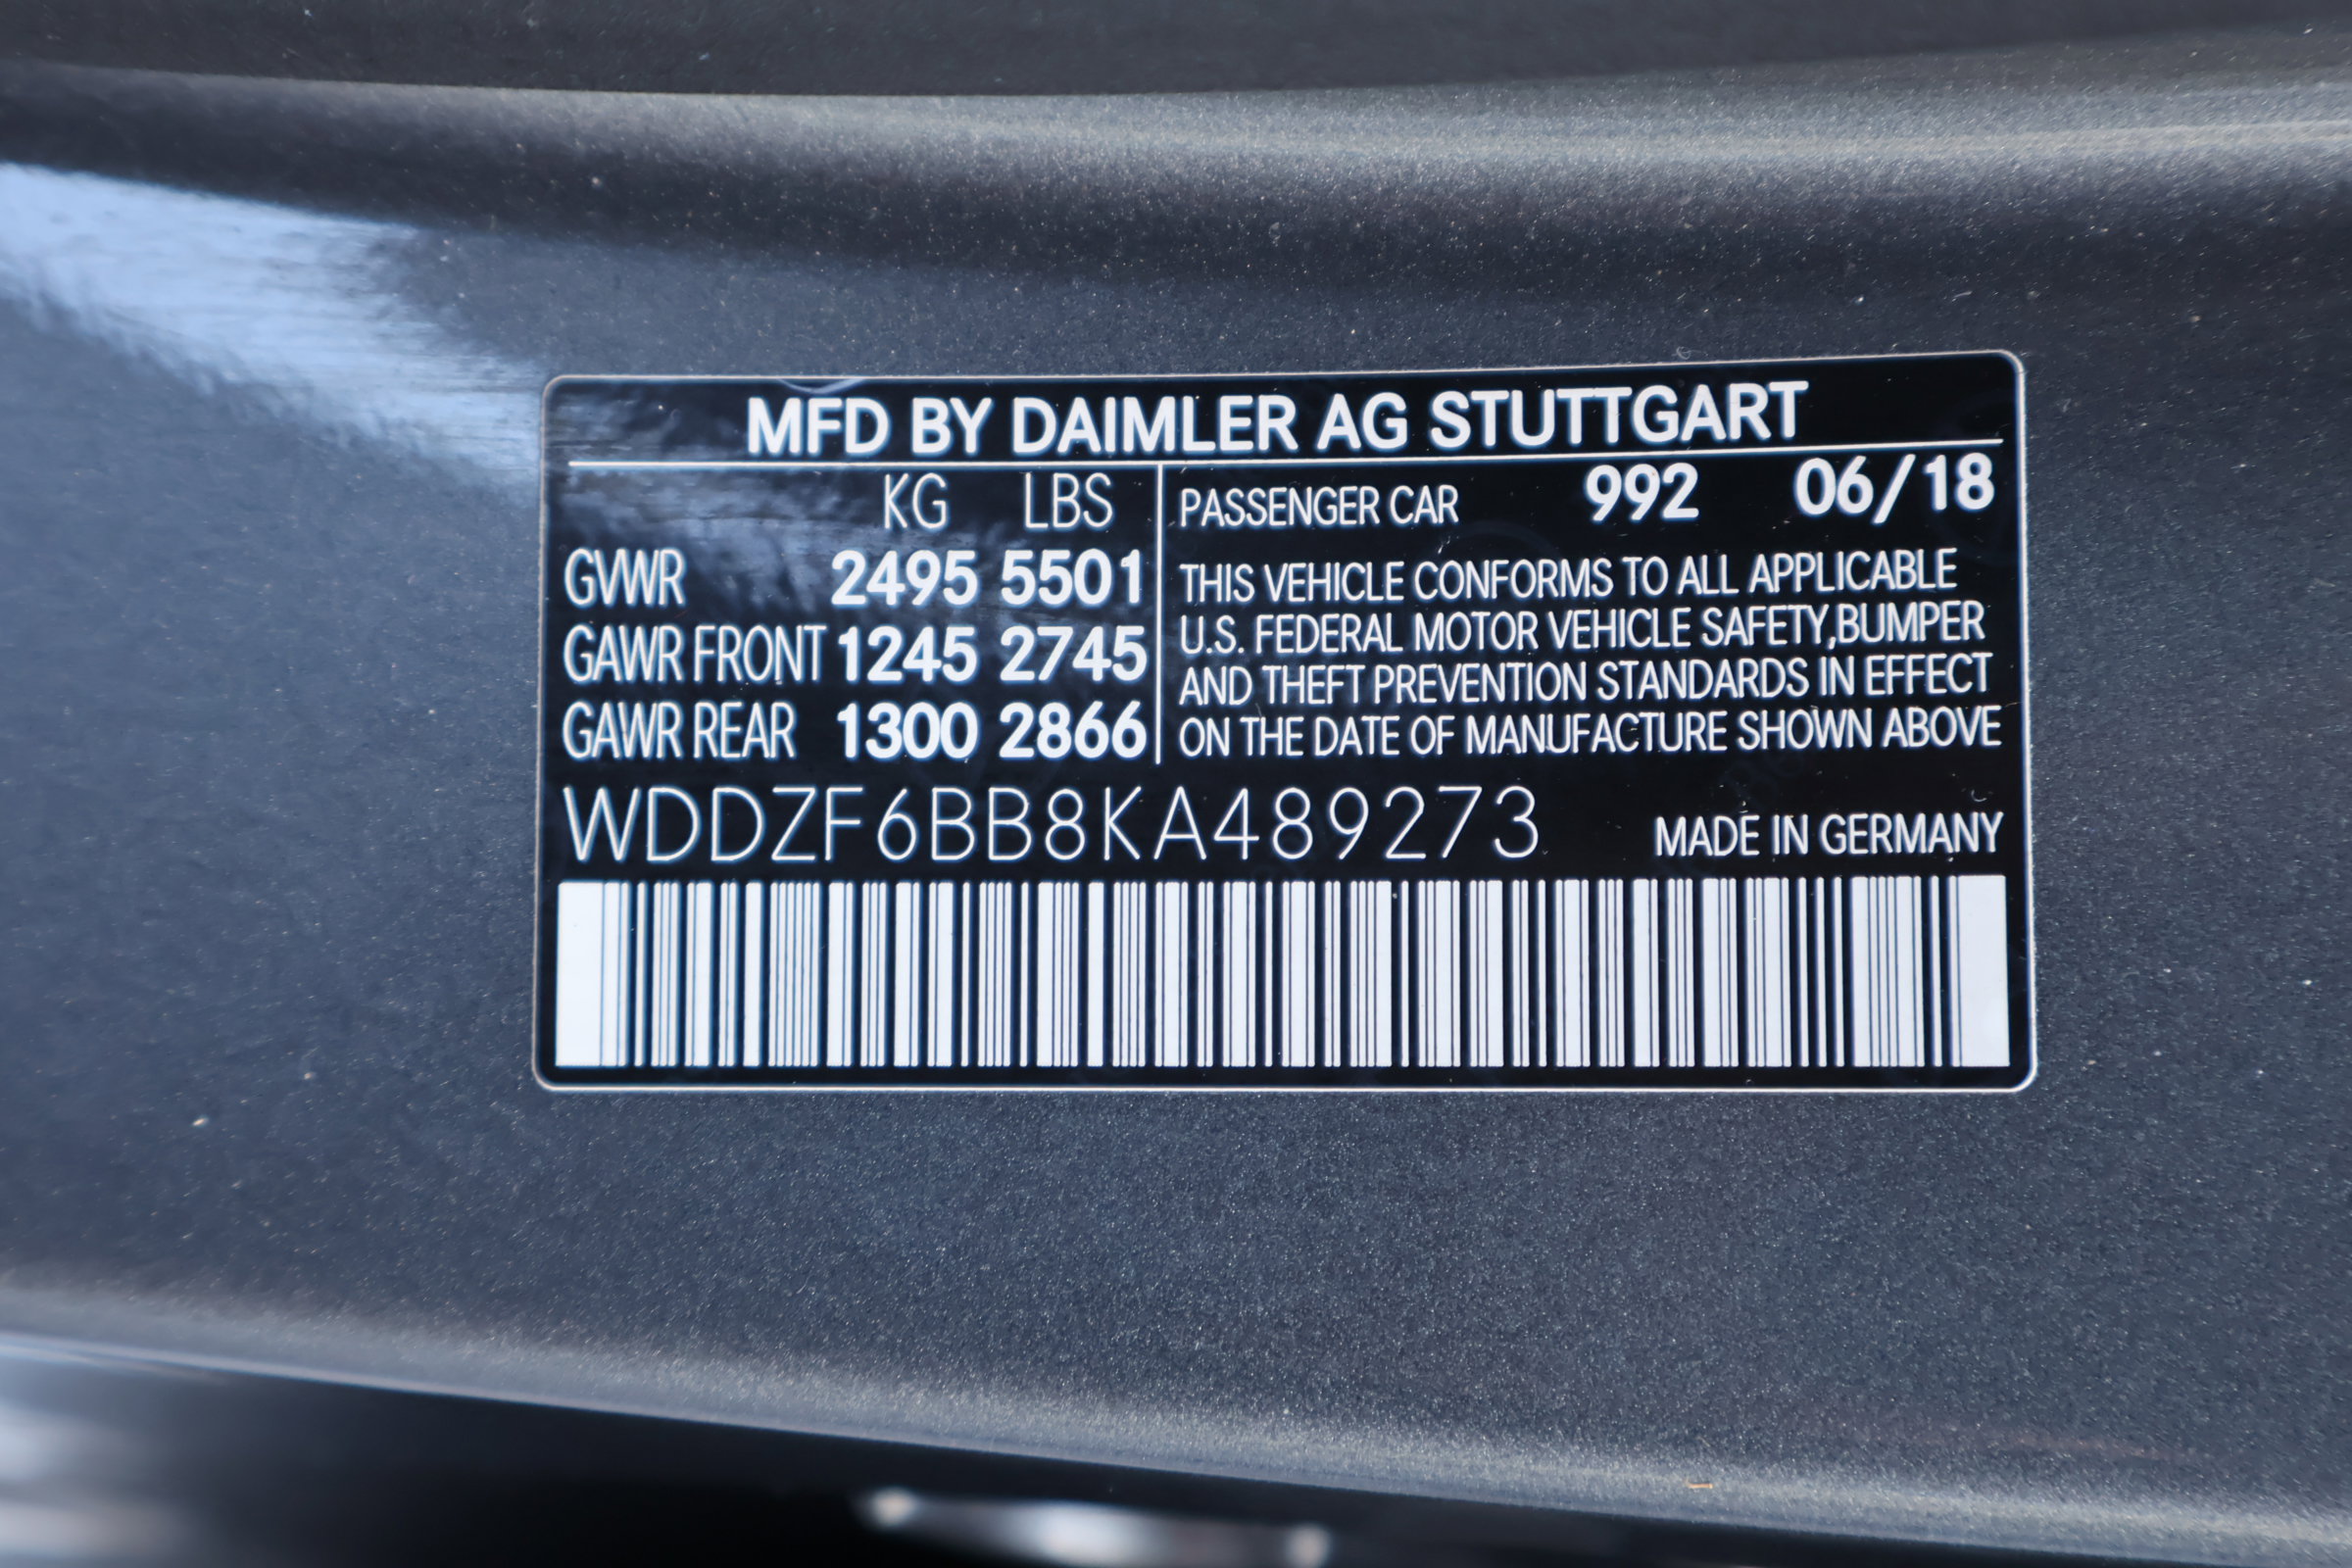 MFD BY DAIMLER AG STUTTGART
KG LBS
GVWR 2495 5501
GAWR FRONT 1245 2745
GAWR REAR 1300 2866
PASSENGER CAR 992 06/18
THIS VEHICLE CONFORMS TO ALL APPLICABLE
U.S. FEDERAL MOTOR VEHICLE SAFETY,BUMPER
AND THEFT PREVENTION STANDARDS IN EFFECT
ON THE DATE OF MANUFACTURE SHOWN ABOVE
WDDZF6BB8KA489273
MADE IN GERMANY